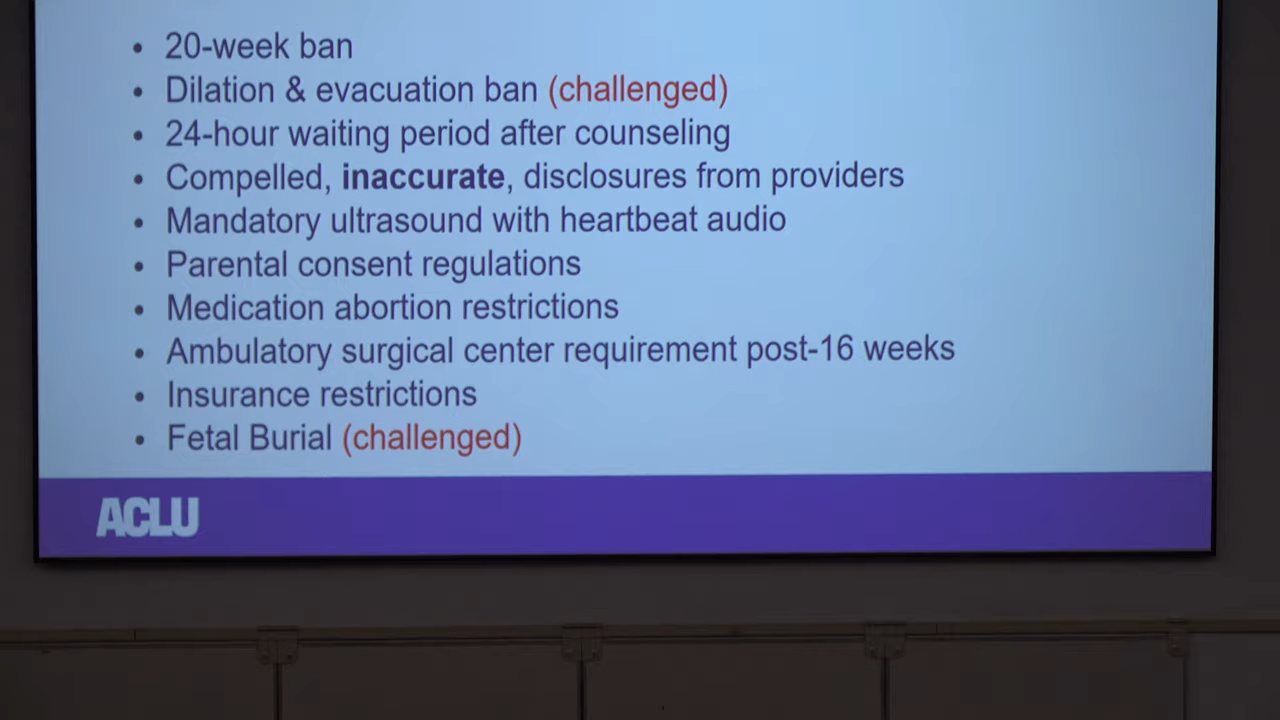 • 20-week ban
• Dilation & evacuation ban (challenged)
• 24-hour waiting period after counseling
• Compelled, inaccurate, disclosures from providers
• Mandatory ultrasound with heartbeat audio
• Parental consent regulations
• Medication abortion restrictions
• Ambulatory surgical center requirement post-16 weeks
• Insurance restrictions
• Fetal Burial (challenged)
ACLU